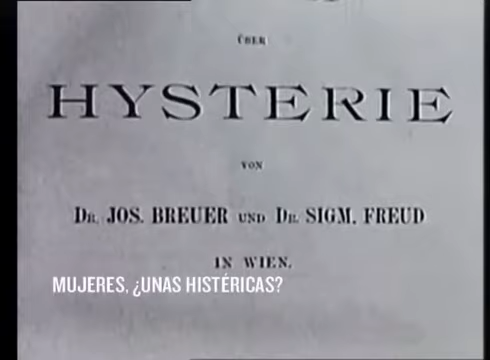 ÜBER
HYSTERIE
VON
DR. JOS. BREUER UND DR. SIGM. FREUD
IN WIEN.
MUJERES, ¿UNAS HISTÉRICAS?